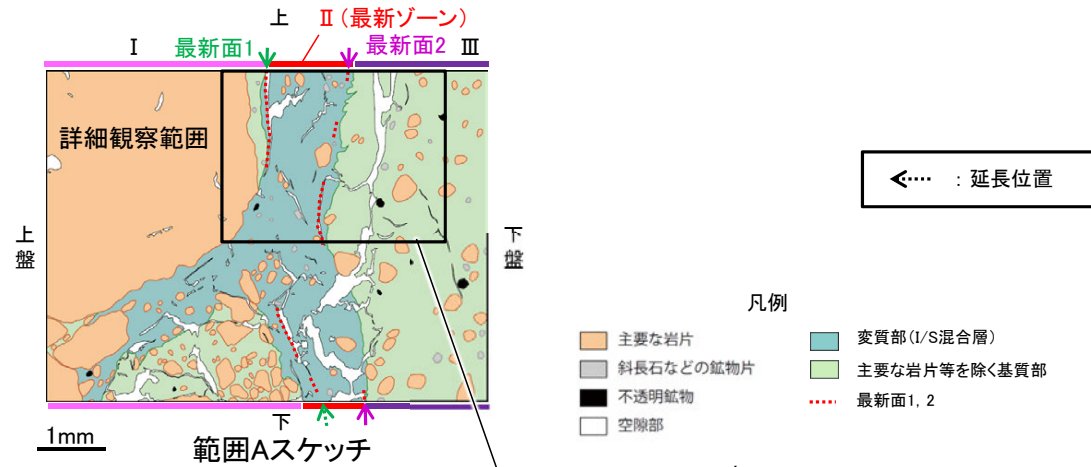 上 Ⅱ(最新ゾーン)
Ⅰ 最新面1 最新面2 Ⅲ
詳細観察範囲
上盤
下盤
下
1mm
範囲Aスケッチ
:延長位置
凡例
主要な岩片
斜長石などの鉱物片
不透明鉱物
空隙部
変質部(I/S混合層)
主要な岩片等を除く基質部
最新面1, 2